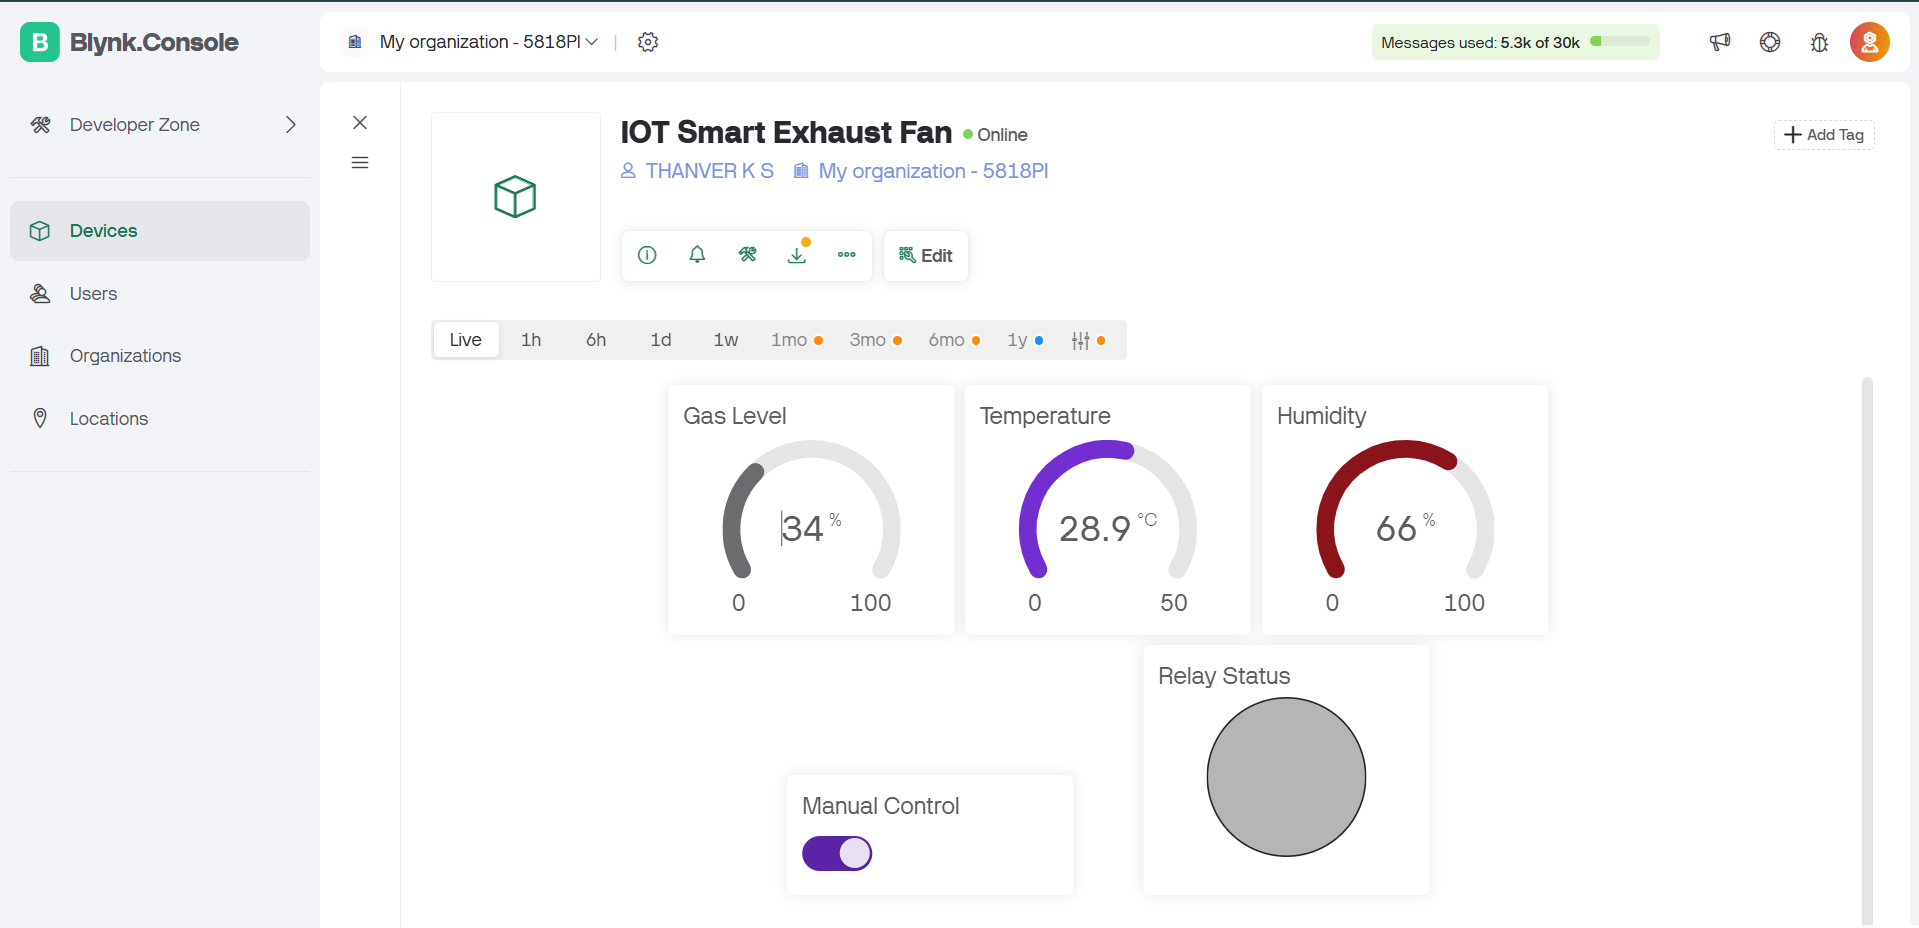 B Blynk.Console
My organization - 5818PI
Messages used: 5.3k of 30k
Developer Zone
Devices
Users
Organizations
Locations
IOT Smart Exhaust Fan
Online
Add Tag
THANVER K S
My organization - 5818PI
Edit
Live 1h 6h 1d 1w 1mo 3mo 6mo 1y
Gas Level
34 %
0 100
Temperature
28.9 °C
0 50
Humidity
66 %
0 100
Relay Status
Manual Control